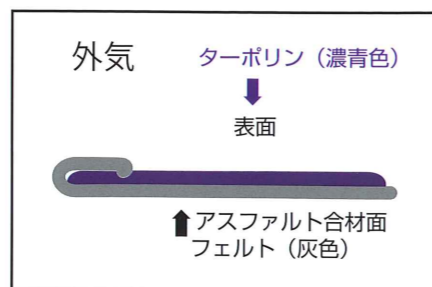 外気
ターポリン（濃青色）
表面
アスファルト合材面
フェルト（灰色）